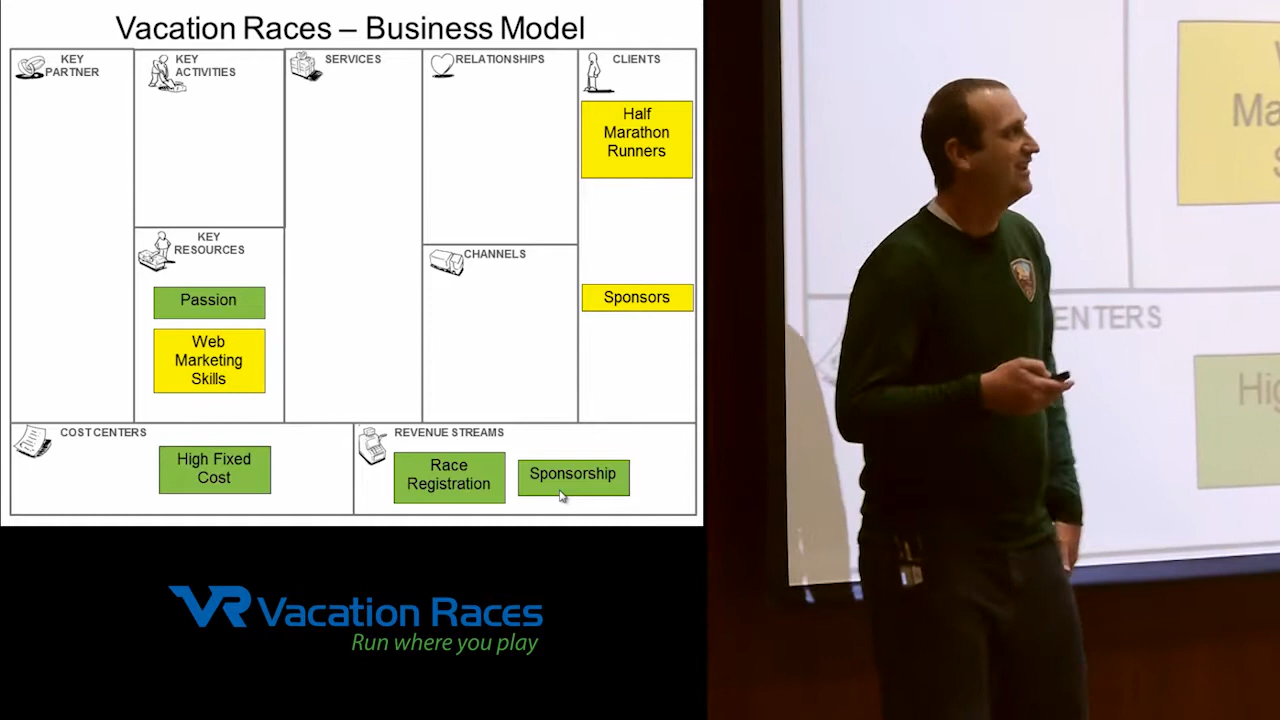 Vacation Races – Business Model
KEY
PARTNER
KEY
ACTIVITIES
SERVICES
RELATIONSHIPS
CLIENTS
Half
Marathon
Runners
KEY
RESOURCES
CHANNELS
Passion
Sponsors
Web
Marketing
Skills
COST CENTERS
High Fixed
Cost
REVENUE STREAMS
Race
Registration
Sponsorship
VR Vacation Races
Run where you play
Ma
ENTERS
Hig